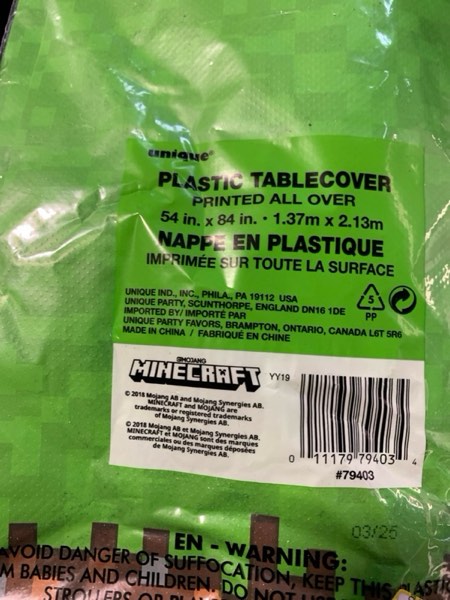 unique®
PLASTIC TABLECOVER
PRINTED ALL OVER
54 in. x 84 in. • 1.37m x 2.13m
NAPPE EN PLASTIQUE
IMPRIMÉE SUR TOUTE LA SURFACE
UNIQUE IND., INC., PHILA., PA 19112 USA
UNIQUE PARTY, SCUNTHORPE, ENGLAND DN16 1DE
IMPORTED BY/ IMPORTÉ PAR
UNIQUE PARTY FAVORS, BRAMPTON, ONTARIO, CANADA L6T 5R6
MADE IN CHINA / FABRIQUÉ EN CHINE
5
PP
MOJANG
MINECRAFT
YY19
© 2018 Mojang AB and Mojang Synergies AB.
MINECRAFT and MOJANG are
trademarks or registered trademarks
of Mojang Synergies AB.
© 2018 Mojang AB et Mojang Synergies AB.
MINECRAFT et MOJANG sont des marques
commerciales ou des marques déposées
de Mojang Synergies AB.
0 11179 79403 4
#79403
03/25
EN - WARNING:
AVOID DANGER OF SUFFOCATION, KEEP THIS PLASTI
M BABIES AND CHILDREN. DO NOT
STROLLERS OR